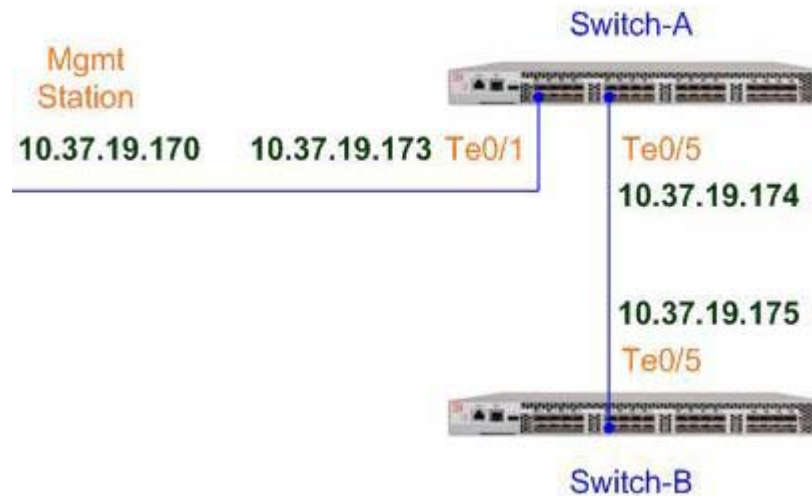 Switch-A
Mgmt
Station
10.37.19.170 10.37.19.173 Te0/1 Te0/5
10.37.19.174
10.37.19.175
Te0/5
Switch-B